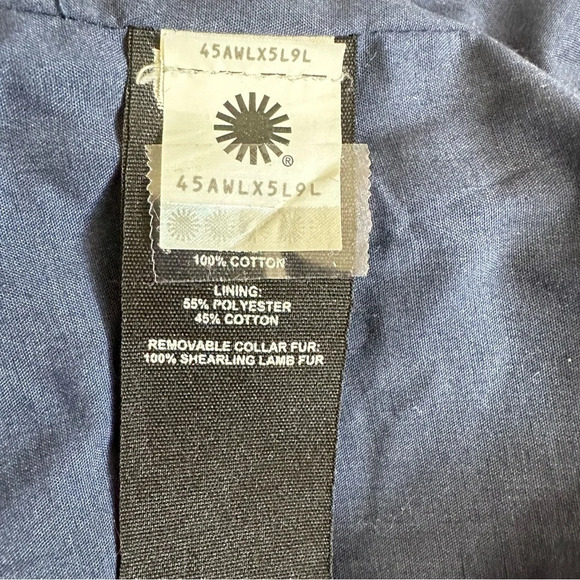 45AWLX5L9L
®
45AWLX5L9L
100% COTTON
LINING:
55% POLYESTER
45% COTTON
REMOVABLE COLLAR FUR:
100% SHEARLING LAMB FUR